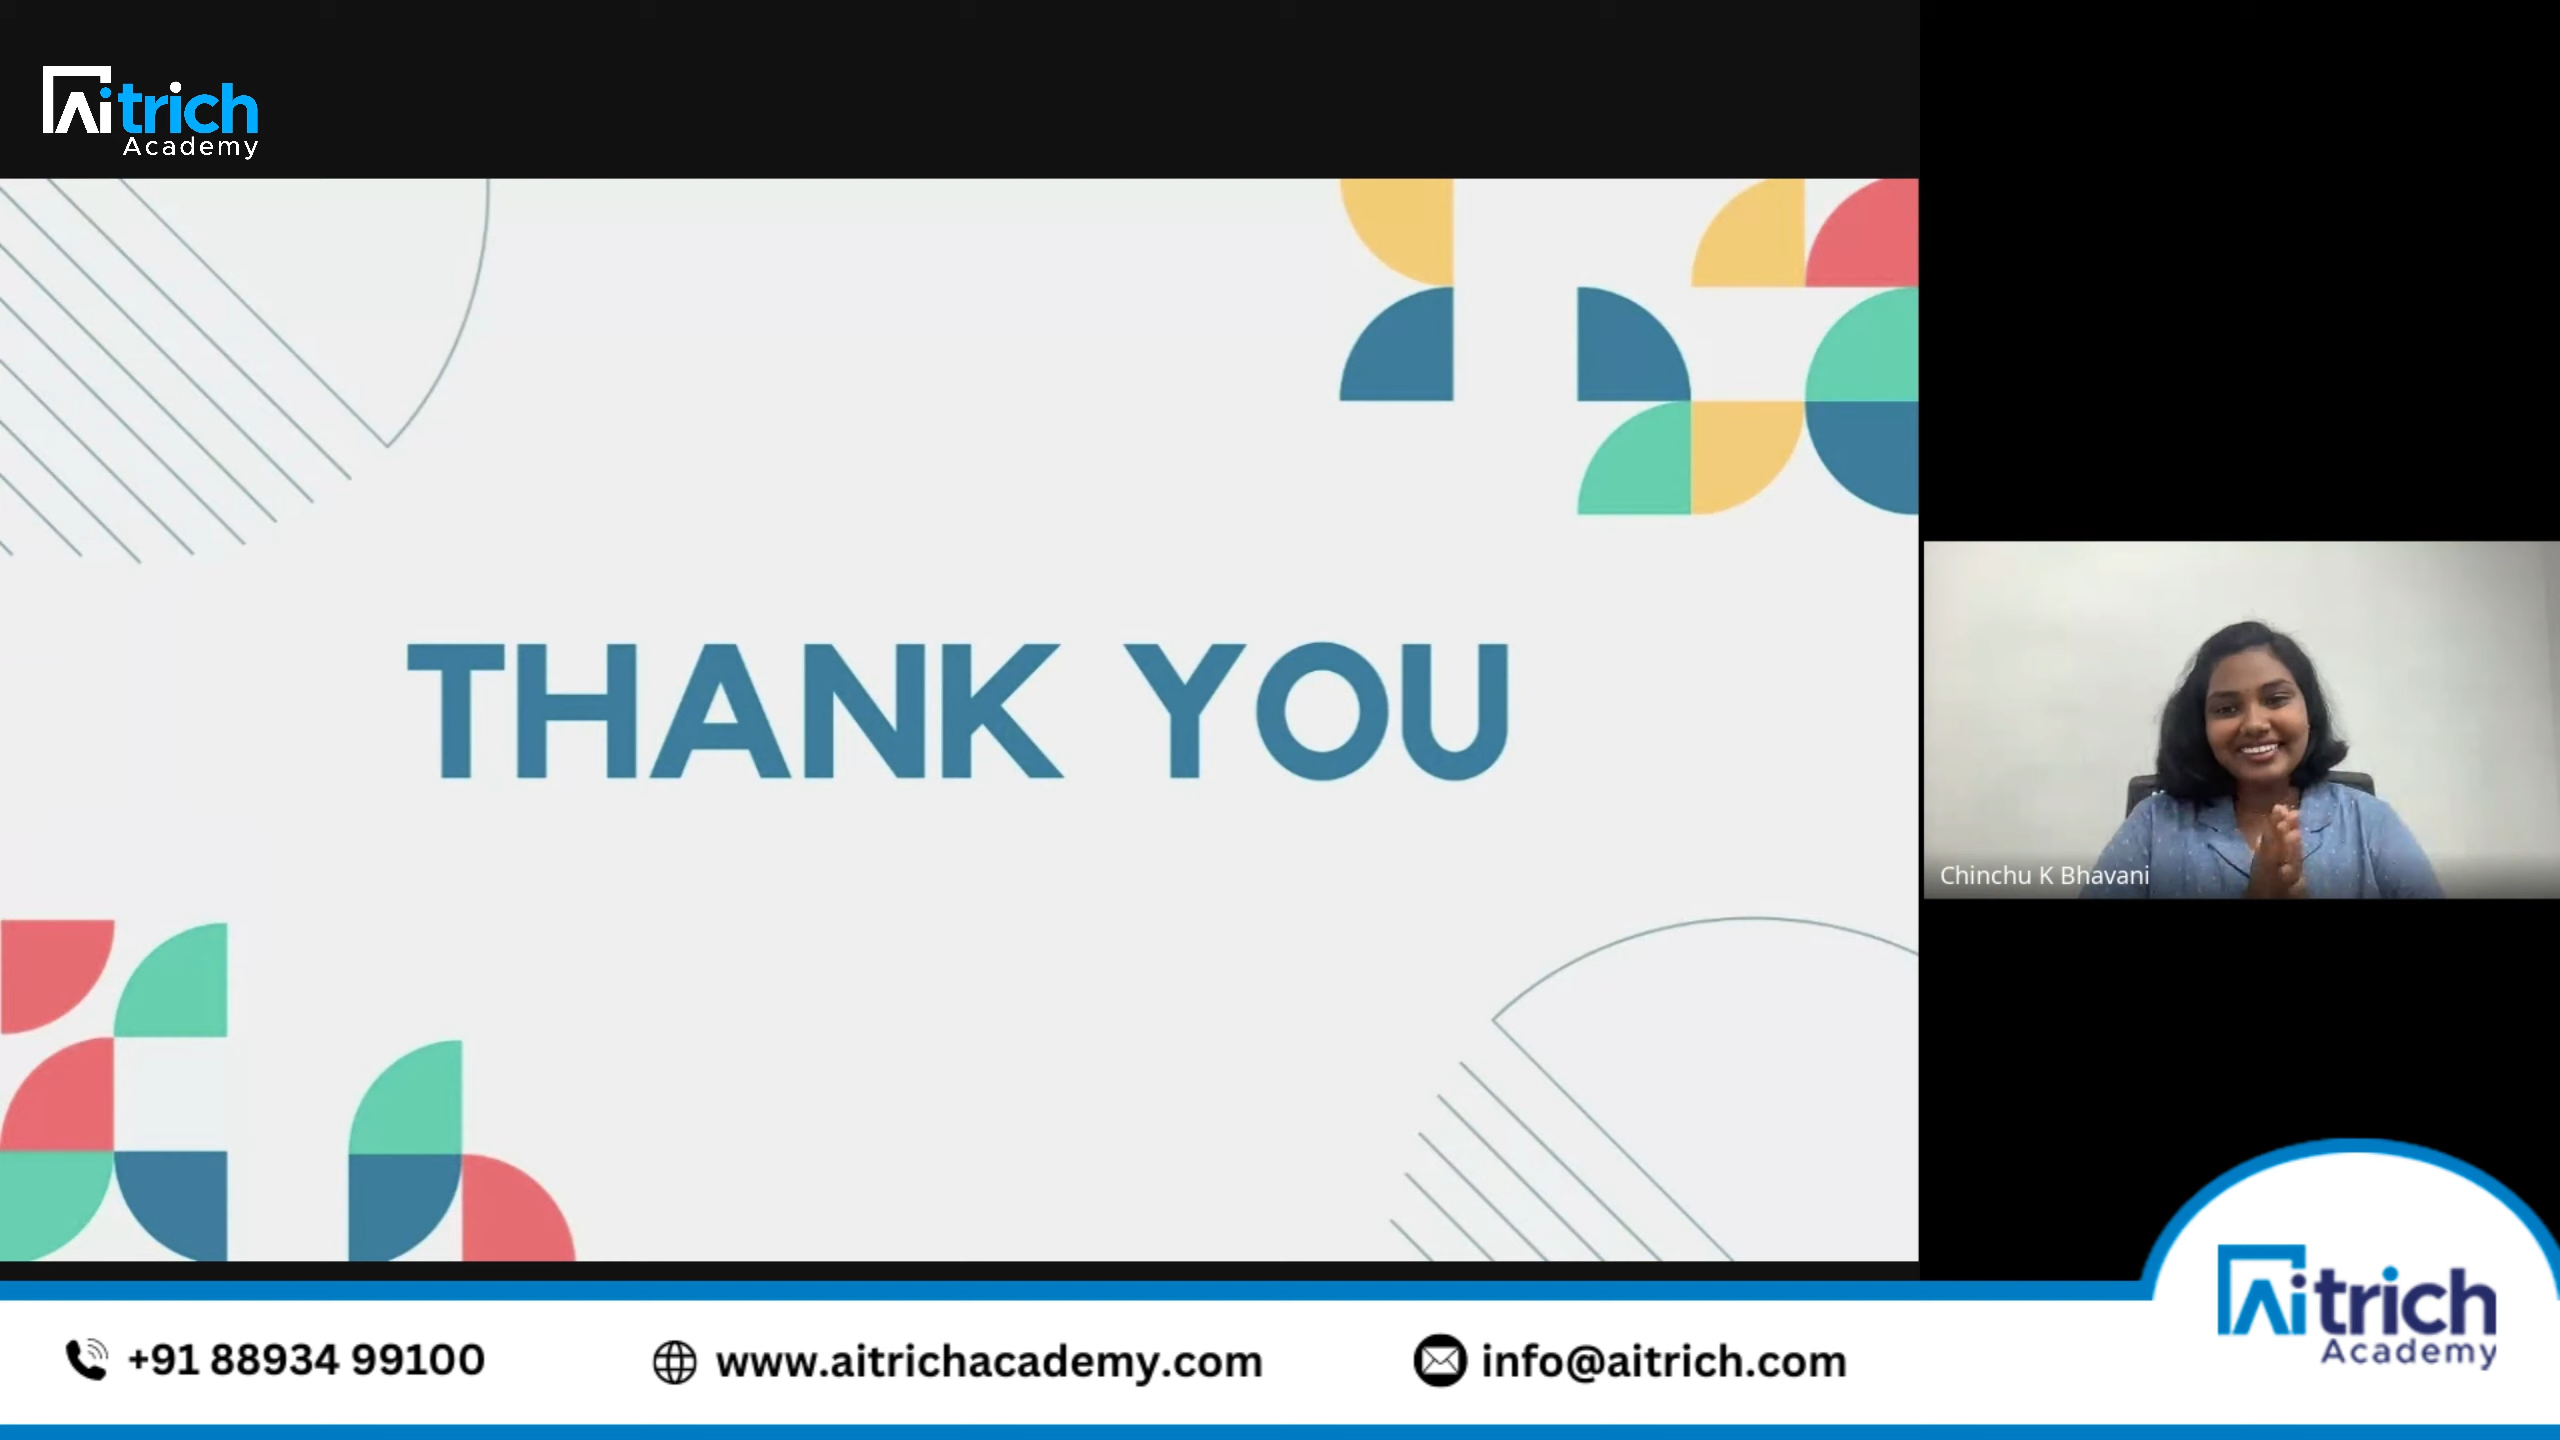 Aitrich
Academy
THANK YOU
Chinchu K Bhavani
+91 88934 99100
www.aitrichacademy.com
info@aitrich.com
Aitrich
Academy